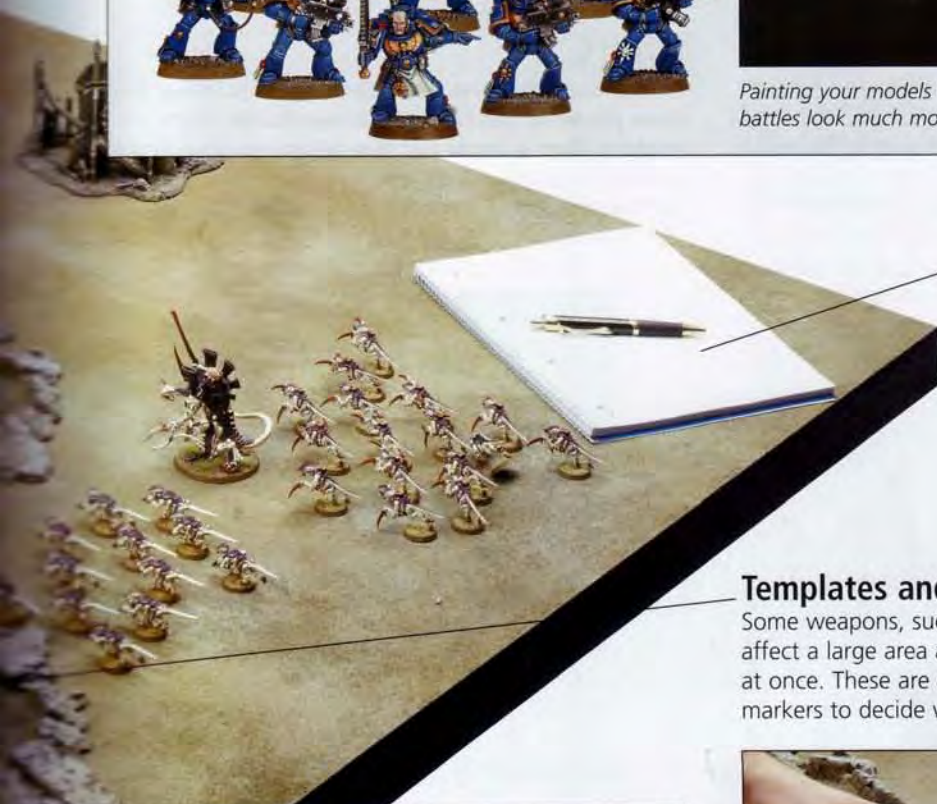 Painting your models
battles look much mo
Templates and
Some weapons, suc
affect a large area a
at once. These are
markers to decide w